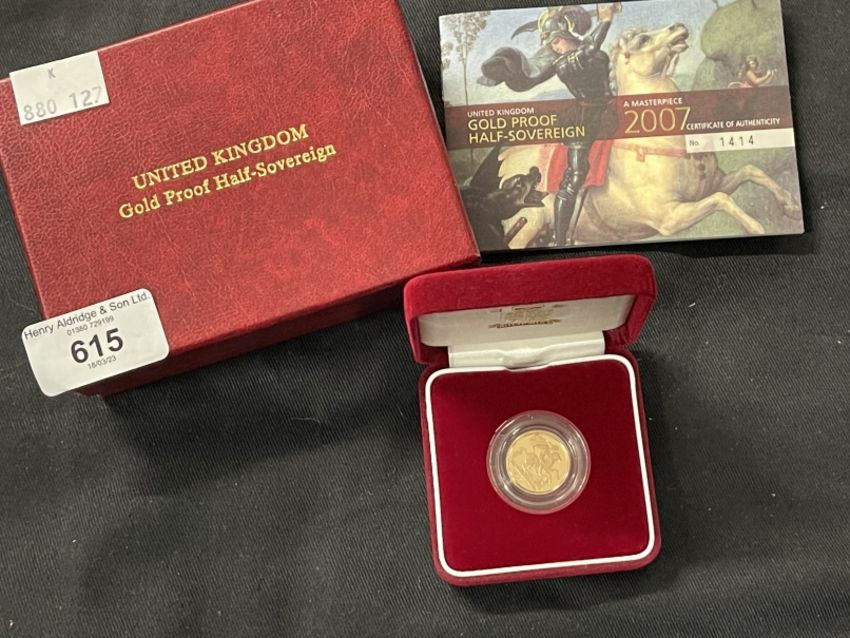 K
880 127
UNITED KINGDOM
Gold Proof Half-Sovereign
Henry Aldridge & Son Ltd.
01380 729199
615
18/03/23
UNITED KINGDOM
GOLD PROOF
HALF-SOVEREIGN
A MASTERPIECE
2007 CERTIFICATE OF AUTHENTICITY
No. 1414